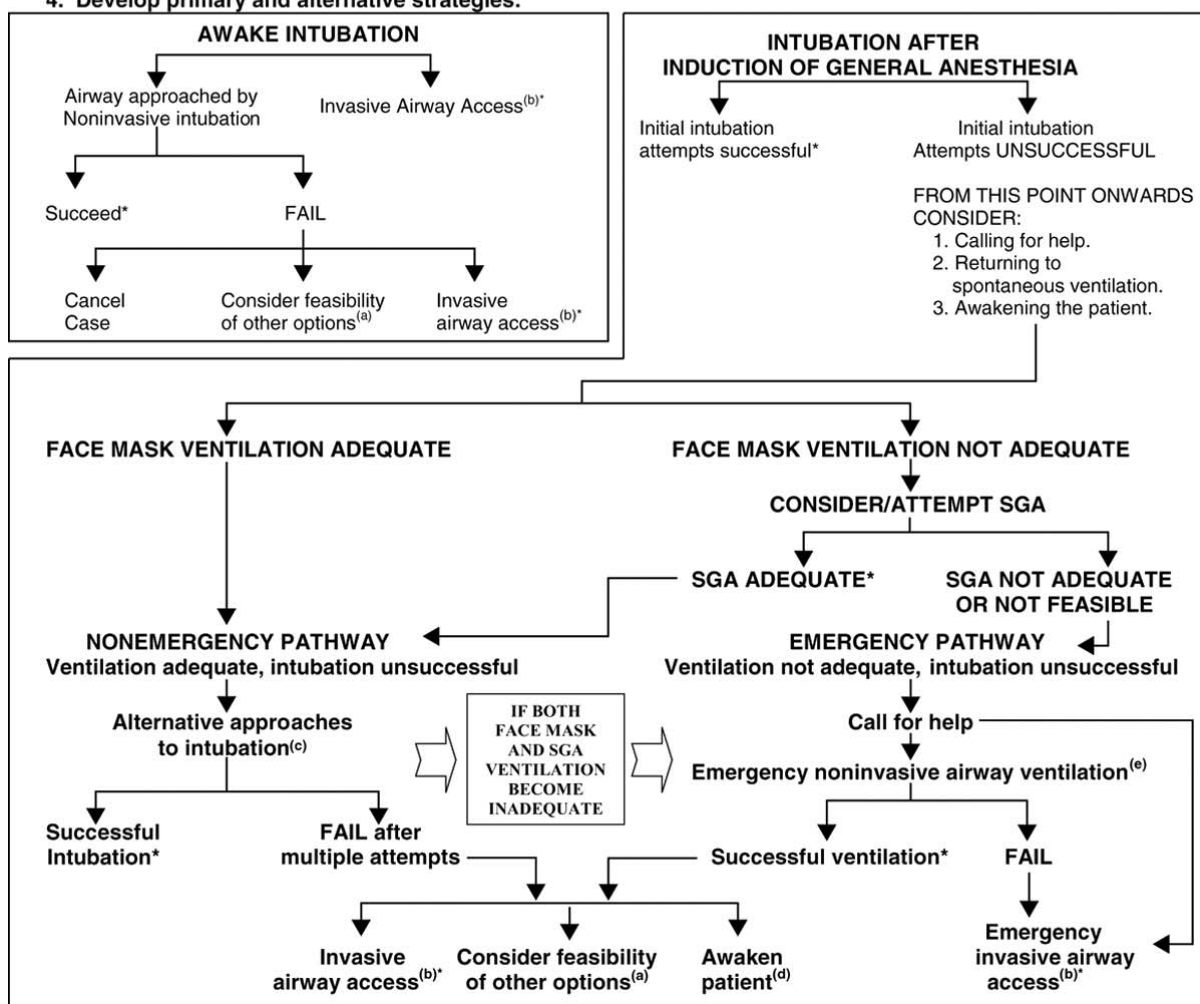 4. Develop primary and alternative strategies:
AWAKE INTUBATION
Airway approached by
Noninvasive intubation
Invasive Airway Access(b)*
Succeed*
FAIL
Cancel
Case
Consider feasibility
of other options(a)
Invasive
airway access(b)*
INTUBATION AFTER
INDUCTION OF GENERAL ANESTHESIA
Initial intubation
attempts successful*
Initial intubation
Attempts UNSUCCESSFUL
FROM THIS POINT ONWARDS
CONSIDER:
1. Calling for help.
2. Returning to
spontaneous ventilation.
3. Awakening the patient.
FACE MASK VENTILATION ADEQUATE
FACE MASK VENTILATION NOT ADEQUATE
CONSIDER/ATTEMPT SGA
SGA ADEQUATE*
SGA NOT ADEQUATE
OR NOT FEASIBLE
NONEMERGENCY PATHWAY
Ventilation adequate, intubation unsuccessful
EMERGENCY PATHWAY
Ventilation not adequate, intubation unsuccessful
Alternative approaches
to intubation(c)
IF BOTH
FACE MASK
AND SGA
VENTILATION
BECOME
INADEQUATE
Call for help
Emergency noninvasive airway ventilation(e)
Successful
Intubation*
FAIL after
multiple attempts
Successful ventilation*
FAIL
Invasive
airway access(b)*
Consider feasibility
of other options(a)
Awaken
patient(d)
Emergency
invasive airway
access(b)*